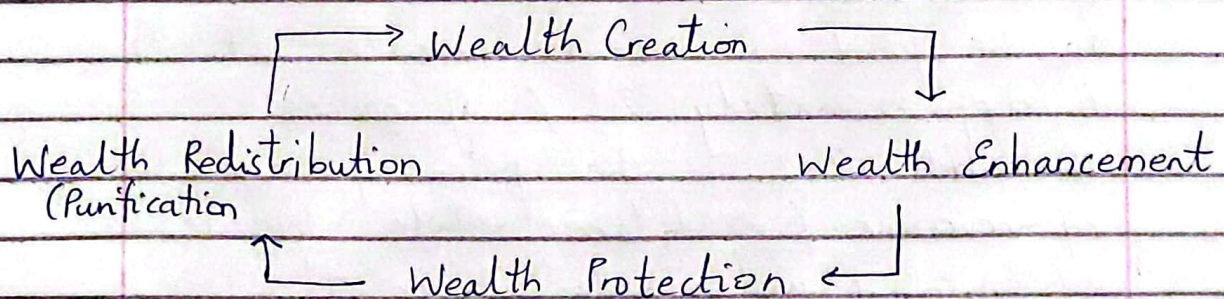 Wealth Creation
Wealth Redistribution Wealth Enhancement
(Purification
Wealth Protection